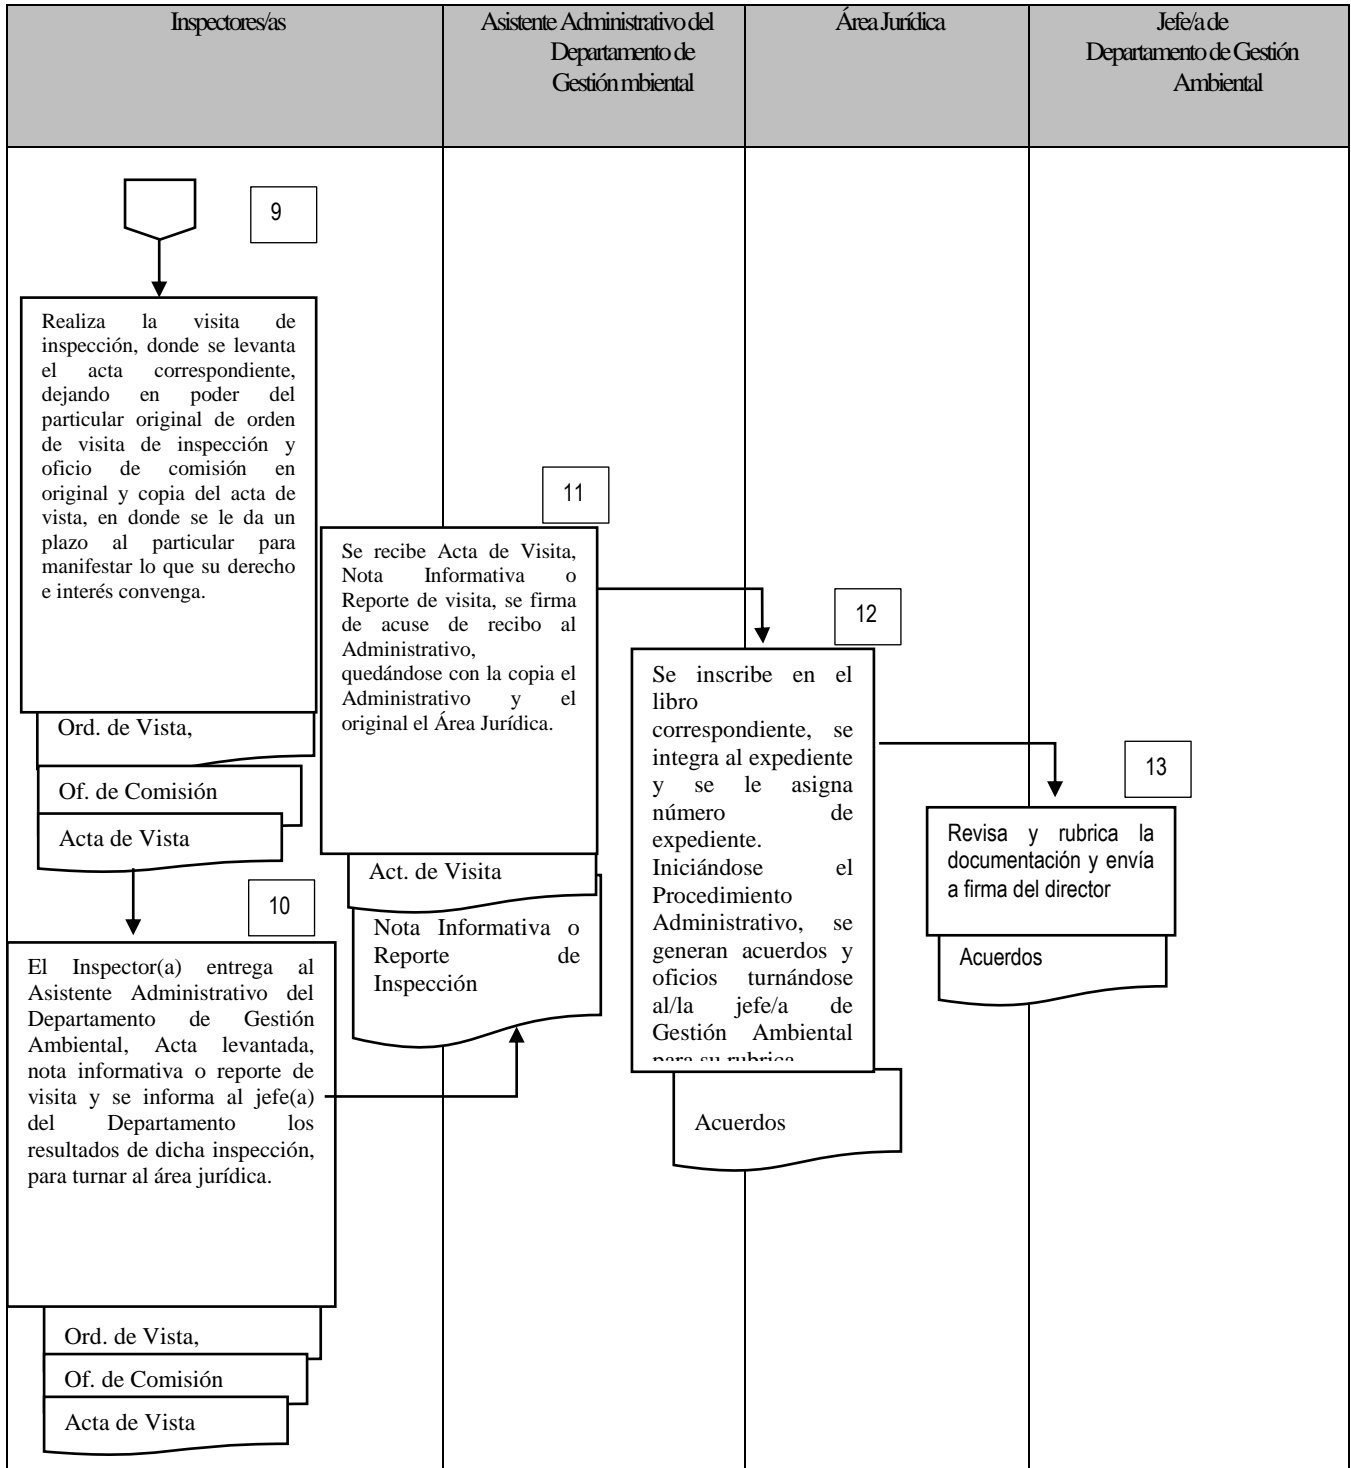 Inspectores/as
Asistente Administrativo del
Departamento de
Gestión mbiental
Área Jurídica
Jefe/a de
Departamento de Gestión
Ambiental
9
Realiza la visita de
inspección, donde se levanta
el acta correspondiente,
dejando en poder del
particular original de orden
de visita de inspección y
oficio de comisión en
original y copia del acta de
vista, en donde se le da un
plazo al particular para
manifestar lo que su derecho
e interés convenga.
Ord. de Vista,
Of. de Comisión
Acta de Vista
10
El Inspector(a) entrega al
Asistente Administrativo del
Departamento de Gestión
Ambiental, Acta levantada,
nota informativa o reporte de
visita y se informa al jefe(a)
del Departamento los
resultados de dicha inspección,
para turnar al área jurídica.
Ord. de Vista,
Of. de Comisión
Acta de Vista
11
Se recibe Acta de Visita,
Nota Informativa o
Reporte de visita, se firma
de acuse de recibo al
Administrativo,
quedándose con la copia el
Administrativo y el
original el Área Jurídica.
Act. de Visita
Nota Informativa o
Reporte de
Inspección
12
Se inscribe en el
libro
correspondiente, se
integra al expediente
y se le asigna
número de
expediente.
Iniciándose el
Procedimiento
Administrativo, se
generan acuerdos y
oficios turnándose
al/la jefe/a de
Gestión Ambiental
para su rubrica
Acuerdos
13
Revisa y rubrica la
documentación y envía
a firma del director
Acuerdos